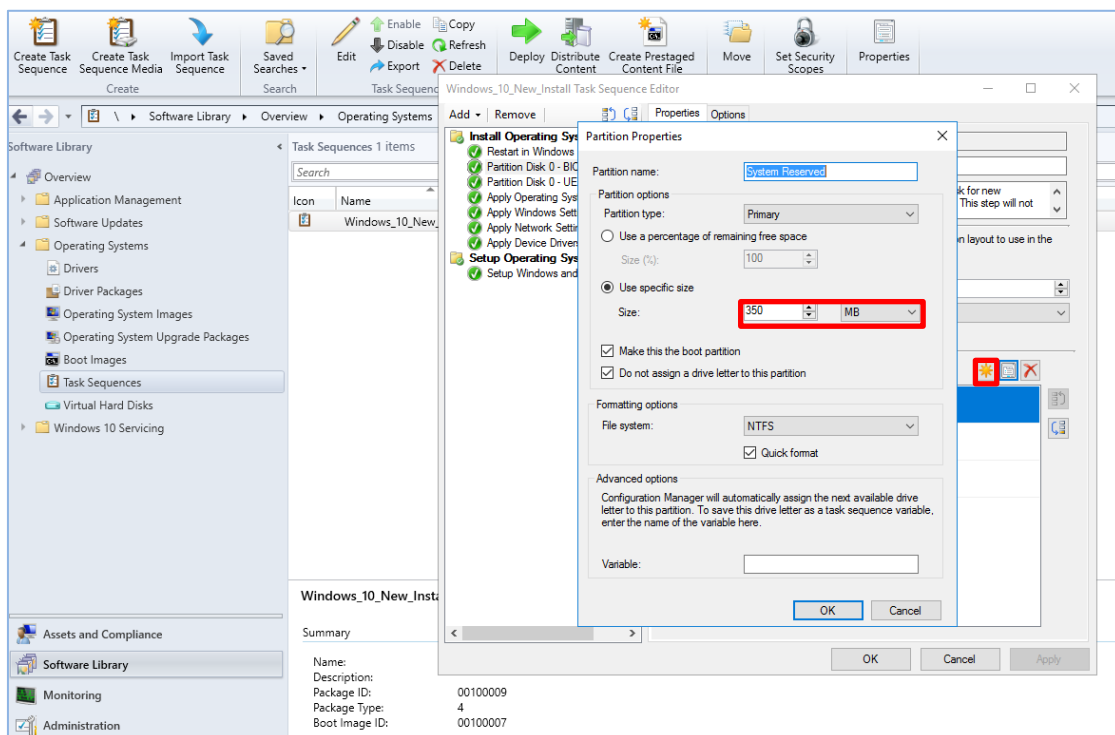 Create Task Sequence
Create Task Sequence Media
Import Task Sequence
Create
Saved Searches
Search
Edit
Enable
Disable
Export
Copy
Refresh
Delete
Task Sequenc
Deploy
Distribute Content
Create Prestaged Content File
Move
Set Security Scopes
Properties
\ Software Library Overview Operating Systems
Software Library
Overview
Application Management
Software Updates
Operating Systems
Drivers
Driver Packages
Operating System Images
Operating System Upgrade Packages
Boot Images
Task Sequences
Virtual Hard Disks
Windows 10 Servicing
Assets and Compliance
Software Library
Monitoring
Administration
Task Sequences 1 items
Search
Icon Name
Windows_10_New_
Windows_10_New_Insta
Summary
Name:
Description:
Package ID: 00100009
Package Type: 4
Boot Image ID: 00100007
Windows_10_New_Install Task Sequence Editor
Add Remove
Properties Options
Install Operating Sys
Restart in Windows
Partition Disk 0 - BIO
Partition Disk 0 - UE
Apply Operating Sys
Apply Windows Sett
Apply Network Settin
Apply Device Driver
Setup Operating Sys
Setup Windows and
k for new
This step will not
n layout to use in the
OK Cancel Apply
Partition Properties
Partition name: System Reserved
Partition options
Partition type: Primary
Use a percentage of remaining free space
Size (%): 100
Use specific size
Size: 350 MB
Make this the boot partition
Do not assign a drive letter to this partition
Formatting options
File system: NTFS
Quick format
Advanced options
Configuration Manager will automatically assign the next available drive
letter to this partition. To save this drive letter as a task sequence variable,
enter the name of the variable here.
Variable:
OK Cancel